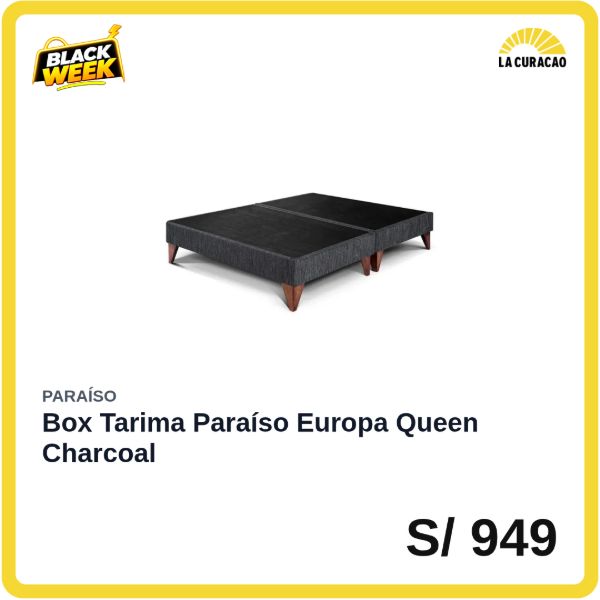 BLACK
WEEK
LA CURACAO
PARAÍSO
Box Tarima Paraíso Europa Queen
Charcoal
S/ 949